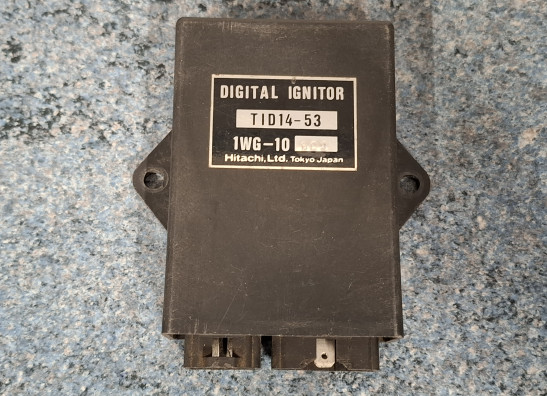 DIGITAL IGNITOR
TID14-53
1WG-10
Hitachi, Ltd. Tokyo Japan